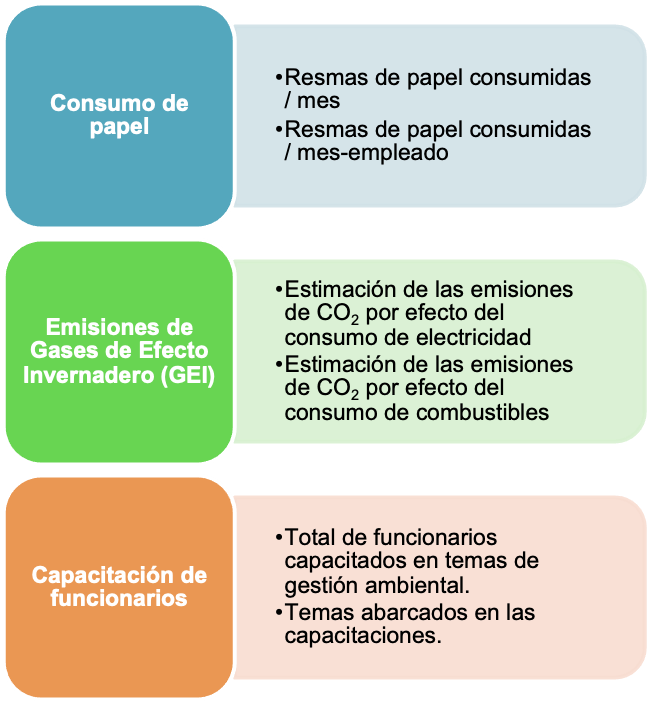 Consumo de
papel
•Resmas de papel consumidas
/ mes
•Resmas de papel consumidas
/ mes-empleado
Emisiones de
Gases de Efecto
Invernadero (GEI)
•Estimación de las emisiones
de CO₂ por efecto del
consumo de electricidad
•Estimación de las emisiones
de CO₂ por efecto del
consumo de combustibles
Capacitación de
funcionarios
•Total de funcionarios
capacitados en temas de
gestión ambiental.
•Temas abarcados en las
capacitaciones.